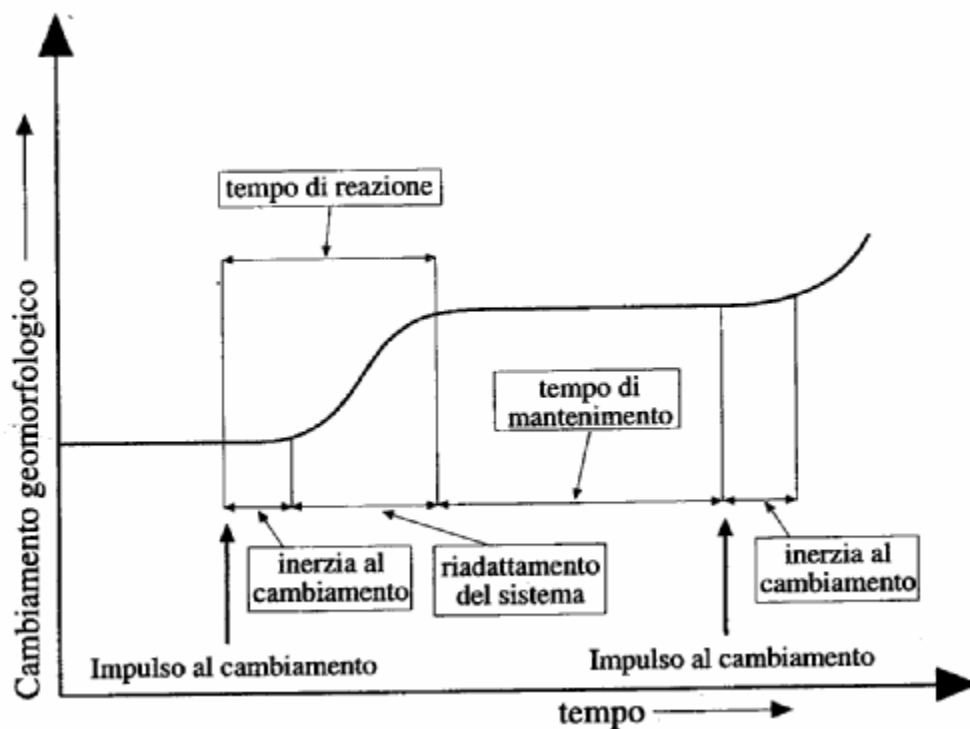 Cambiamento geomorfologico
tempo di reazione
tempo di
mantenimento
inerzia al
cambiamento
riadattamento
del sistema
inerzia al
cambiamento
Impulso al cambiamento
Impulso al cambiamento
tempo